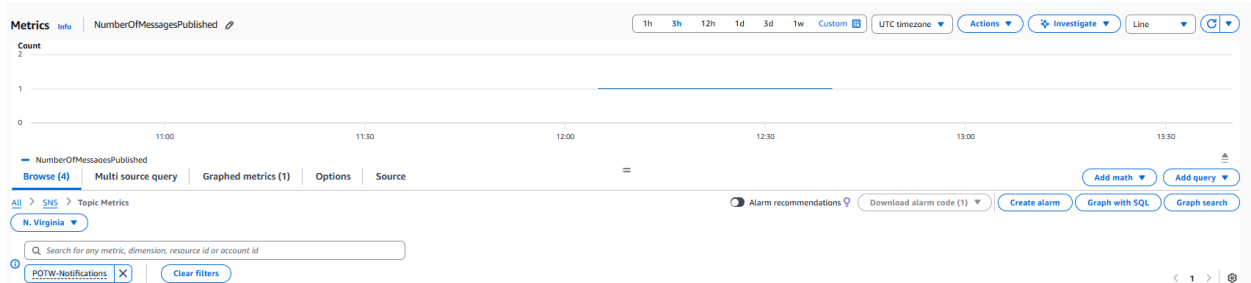 Metrics Info NumberOfMessagesPublished 1h 3h 12h 1d 3d 1w Custom UTC timezone Actions Investigate Line
Count
2
1
0
11:00 11:30 12:00 12:30 13:00 13:30
NumberOfMessagesPublished
Browse (4) Multi source query Graphed metrics (1) Options Source Add math Add query
All > SNS > Topic Metrics Alarm recommendations Download alarm code (1) Create alarm Graph with SQL Graph search
N. Virginia
Search for any metric, dimension, resource id or account id
POTW-Notifications Clear filters < 1 >